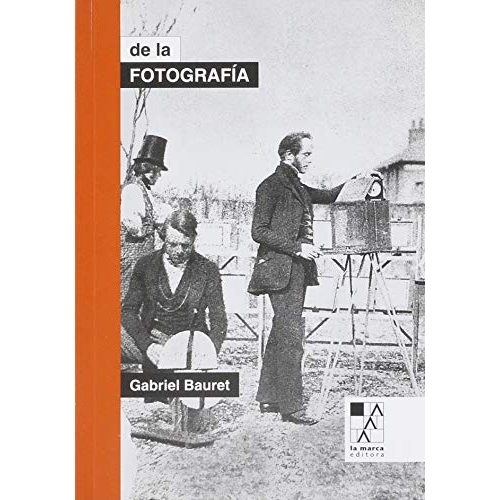 de la
FOTOGRAFÍA
Gabriel Bauret
la marca
editora